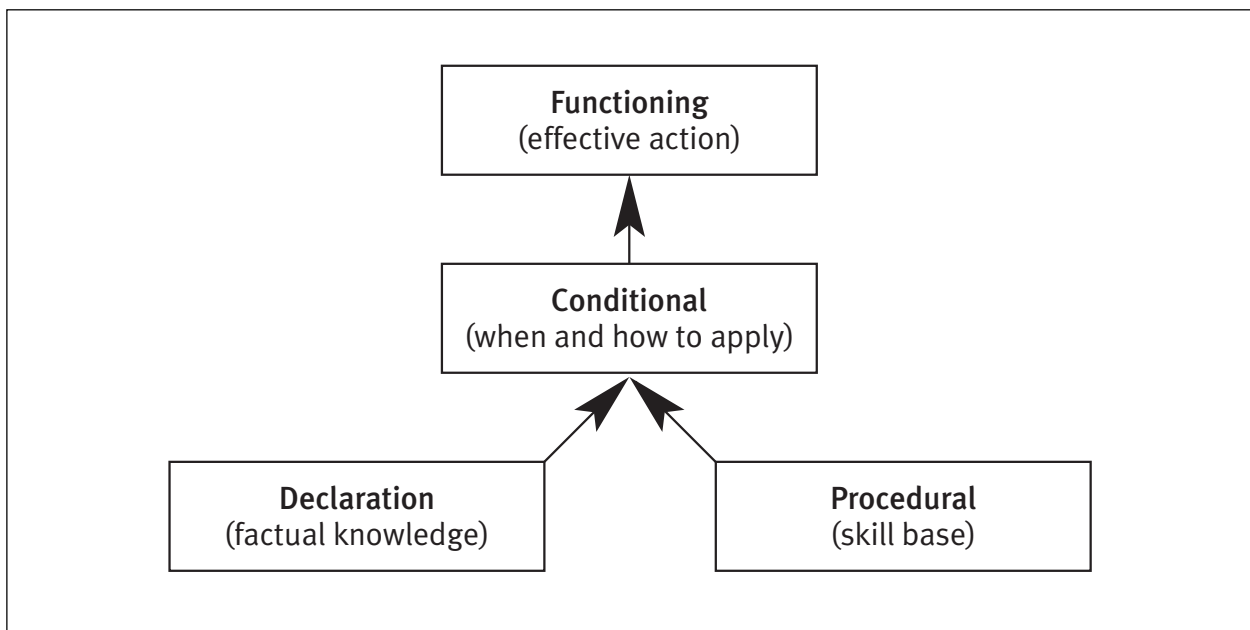 Functioning
(effective action)
Conditional
(when and how to apply)
Declaration
(factual knowledge)
Procedural
(skill base)